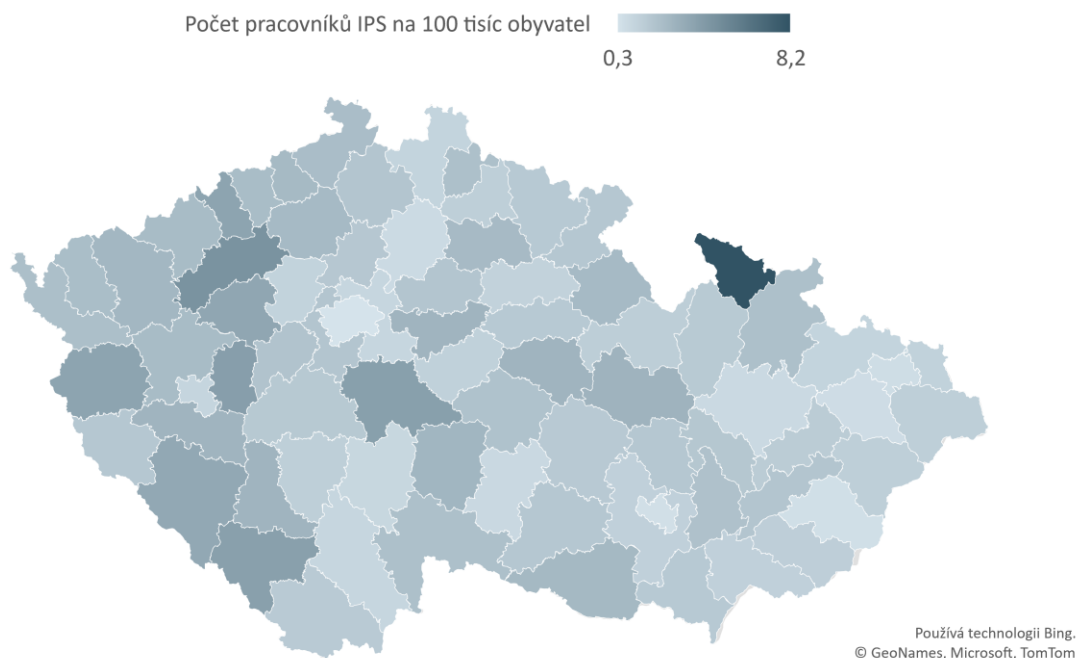 Počet pracovníků IPS na 100 tisíc obyvatel
0,3 8,2
Používá technologii Bing.
© GeoNames, Microsoft, TomTom